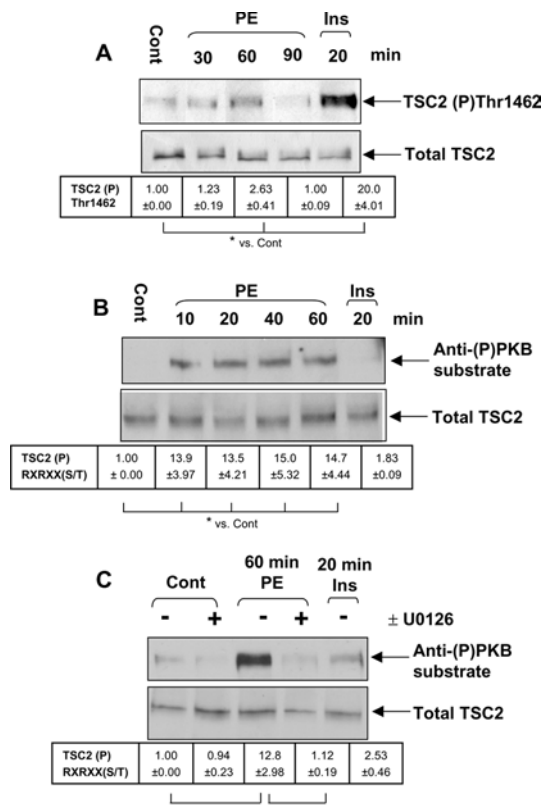 Cont
PE
Ins
A
30 60 90 20 min
TSC2 (P)Thr1462
Total TSC2
TSC2 (P) 1.00 1.23 2.63 1.00 20.0
Thr1462 ±0.00 ±0.19 ±0.41 ±0.09 ±4.01
* vs. Cont
Cont
PE
Ins
B
10 20 40 60 20 min
Anti-(P)PKB
substrate
Total TSC2
TSC2 (P) 1.00 13.9 13.5 15.0 14.7 1.83
RXRXX(S/T) ± 0.00 ±3.97 ±4.21 ±5.32 ±4.44 ±0.09
* vs. Cont
C
60 min 20 min
Cont PE Ins
- + - + - ± U0126
Anti-(P)PKB
substrate
Total TSC2
TSC2 (P) 1.00 0.94 12.8 1.12 2.53
RXRXX(S/T) ±0.00 ±0.23 ±2.98 ±0.19 ±0.46